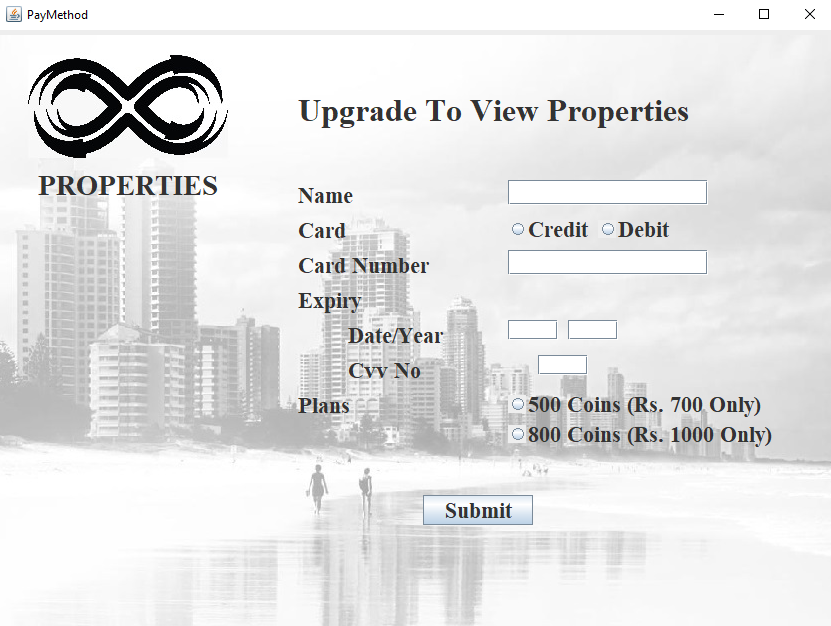 PayMethod
PROPERTIES
Upgrade To View Properties
Name
Card
Credit Debit
Card Number
Expiry
Date/Year
Cvv No
Plans
500 Coins (Rs. 700 Only)
800 Coins (Rs. 1000 Only)
Submit